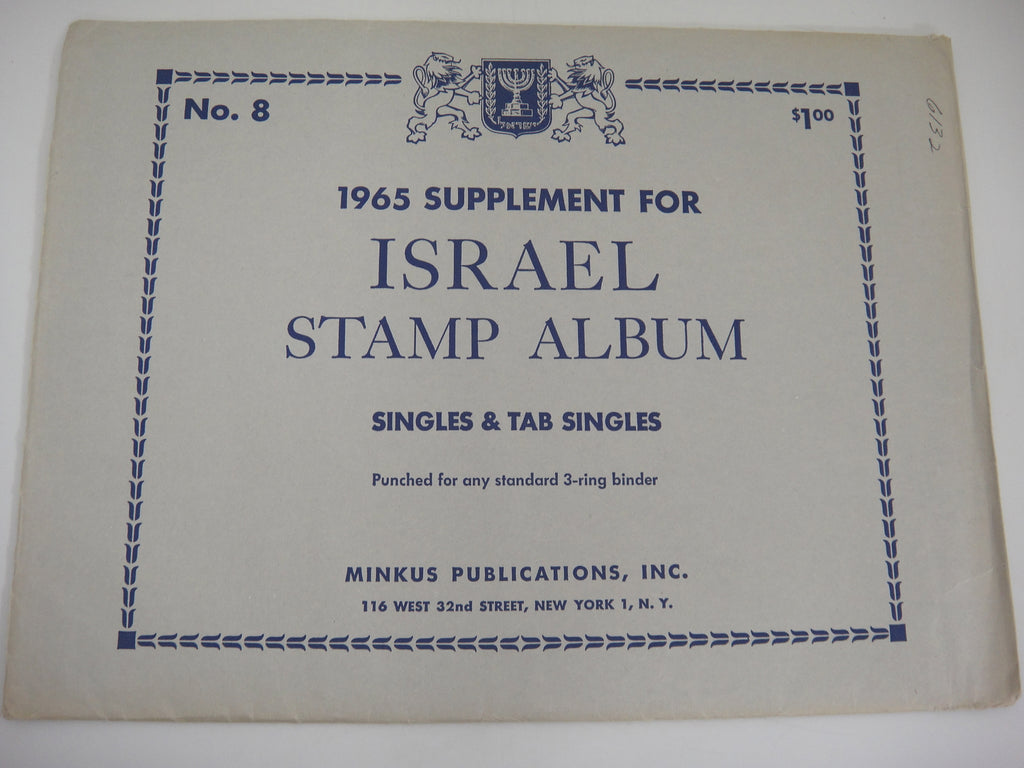 ישראל
No. 8
$1.00
6132
1965 SUPPLEMENT FOR
ISRAEL
STAMP ALBUM
SINGLES & TAB SINGLES
Punched for any standard 3-ring binder
MINKUS PUBLICATIONS, INC.
116 WEST 32nd STREET, NEW YORK 1, N. Y.